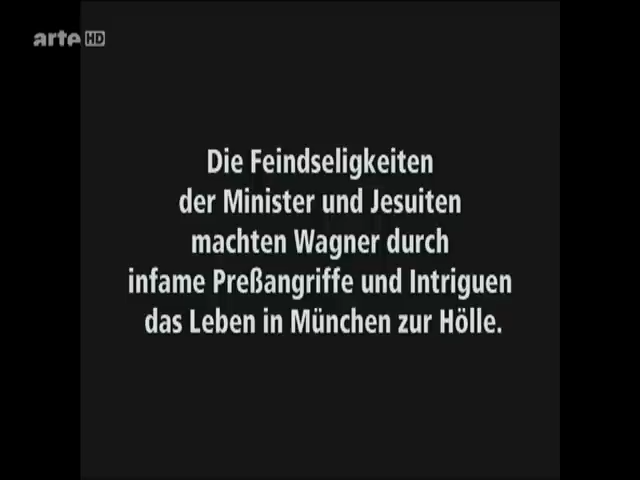 arte HD
Die Feindseligkeiten
der Minister und Jesuiten
machten Wagner durch
infame Preßangriffe und Intriguen
das Leben in München zur Hölle.